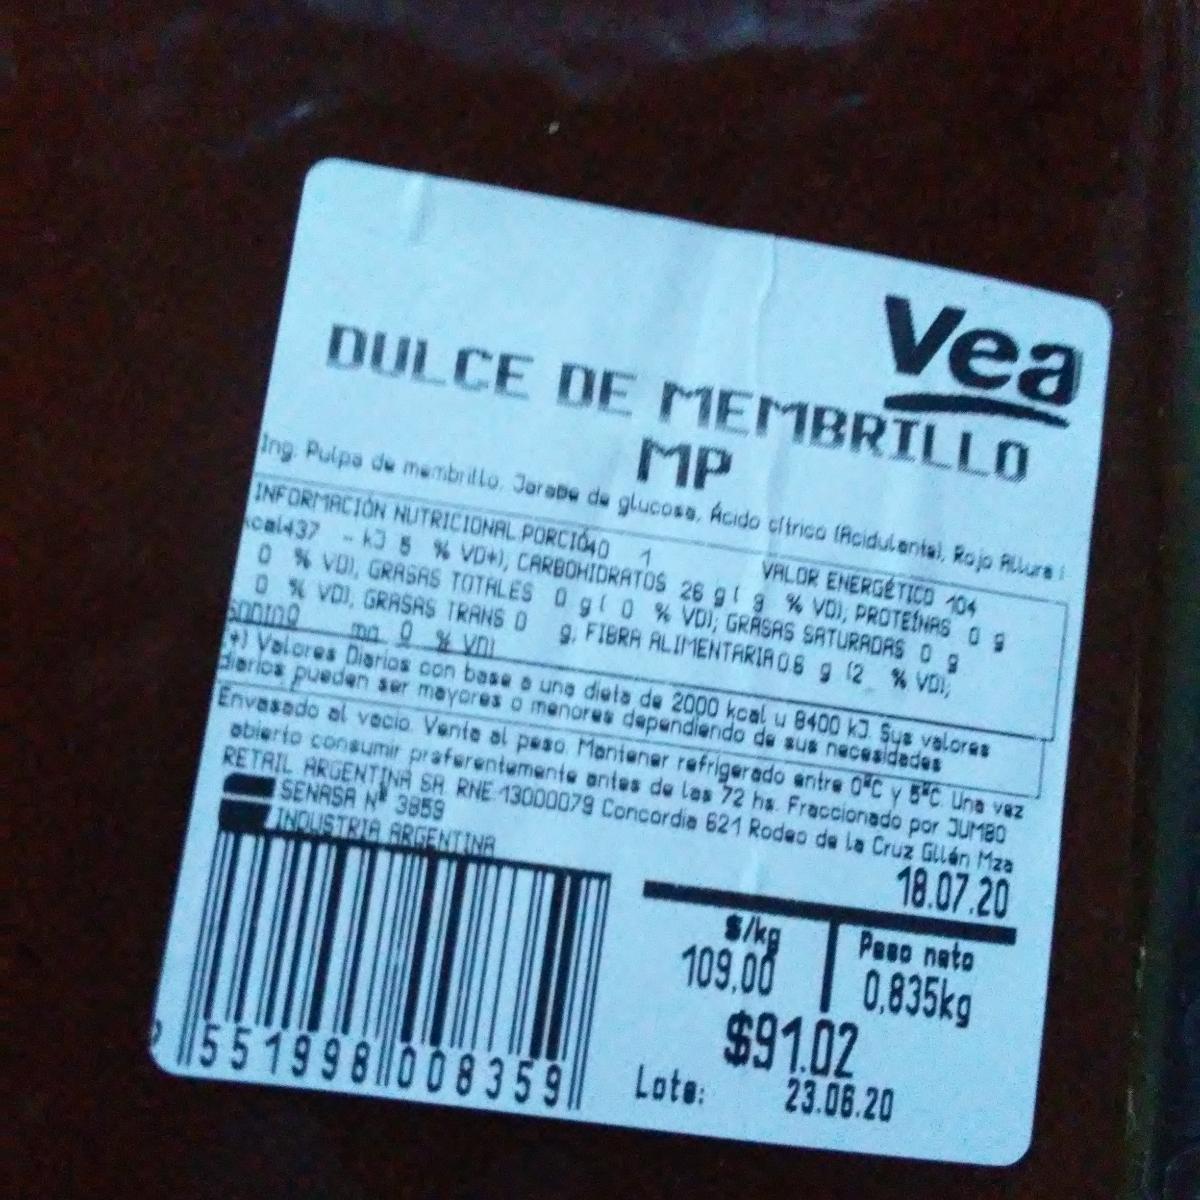 Vea
DULCE DE MEMBRILLO
MP
Ing: Pulpa de membrillo, Jarabe de glucosa, Ácido cítrico (Acidulante), Rojo Allura
INFORMACIÓN NUTRICIONAL PORCIÓ40 1 VALOR ENERGÉTICO 104
kcal437 - kJ 5 % VD*), CARBOHIDRATOS 26 g ( 9 % VD), PROTEÍNAS 0 g
0 % VD), GRASAS TOTALES 0 g ( 0 % VD), GRASAS SATURADAS 0 g
0 % VD), GRASAS TRANS 0 g, FIBRA ALIMENTARIA 0.6 g (2 % VD),
mg 0 % VD)
*) Valores Diarios con base a una dieta de 2000 kcal u 8400 kJ. Sus valores
diarios pueden ser mayores o menores dependiendo de sus necesidades
Envasado al vacio. Venta al peso. Mantener refrigerado entre 0°C y 5°C. Una vez
abierto consumir preferentemente antes de las 72 hs. Fraccionado por JUMBO
RETAIL ARGENTINA SA RNE 13000079 Concordia 621 Rodeo de la Cruz Gllén Mza
SENASA N° 3859
INDUSTRIA ARGENTINA
18.07.20
$/kg Peso neto
109.00 0,835kg
$91.02
Lote: 23.06.20
551998 008359